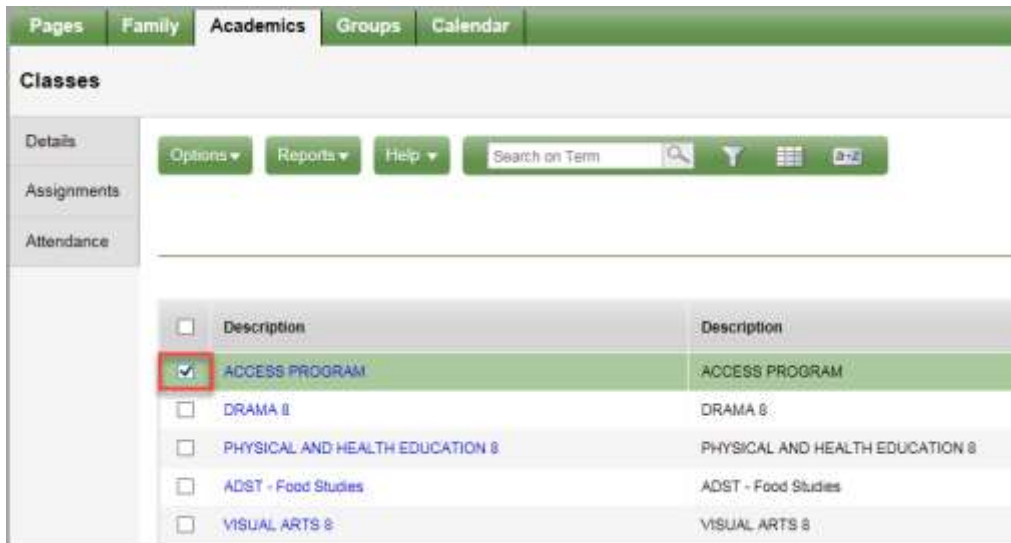 Pages Family Academics Groups Calendar
Classes
Details
Assignments
Attendance
Options Reports Help Search on Term a-z
Description Description
ACCESS PROGRAM ACCESS PROGRAM
DRAMA 8 DRAMA 8
PHYSICAL AND HEALTH EDUCATION 8 PHYSICAL AND HEALTH EDUCATION 8
ADST - Food Studies ADST - Food Studies
VISUAL ARTS 8 VISUAL ARTS 8